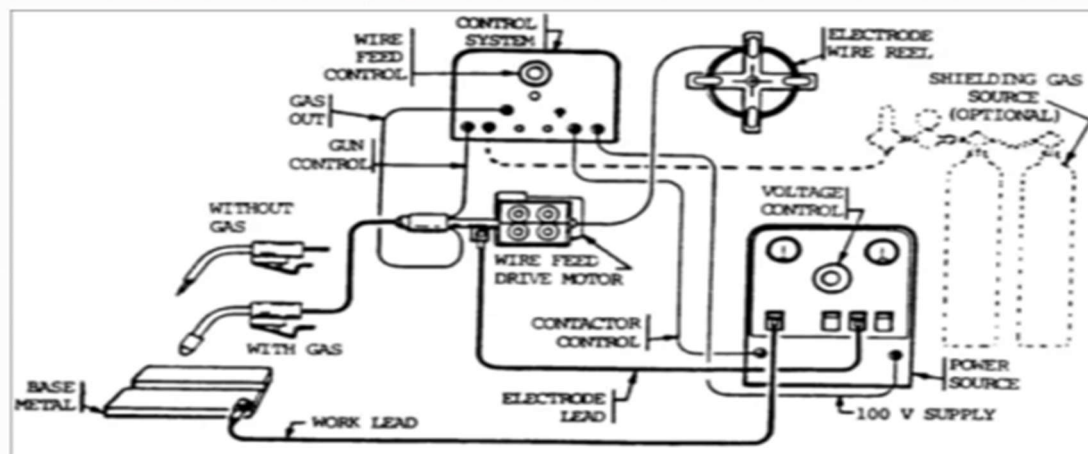 CONTROL
SYSTEM
WIRE
FEED
CONTROL
ELECTRODE
WIRE REEL
SHIELDING GAS
SOURCE
(OPTIONAL)
GAS
OUT
GUN
CONTROL
VOLTAGE
CONTROL
WITHOUT
GAS
WIRE FEED
DRIVE MOTOR
CONTACTOR
CONTROL
WITH GAS
BASE
METAL
POWER
SOURCE
ELECTRODE
LEAD
100 V SUPPLY
WORK LEAD